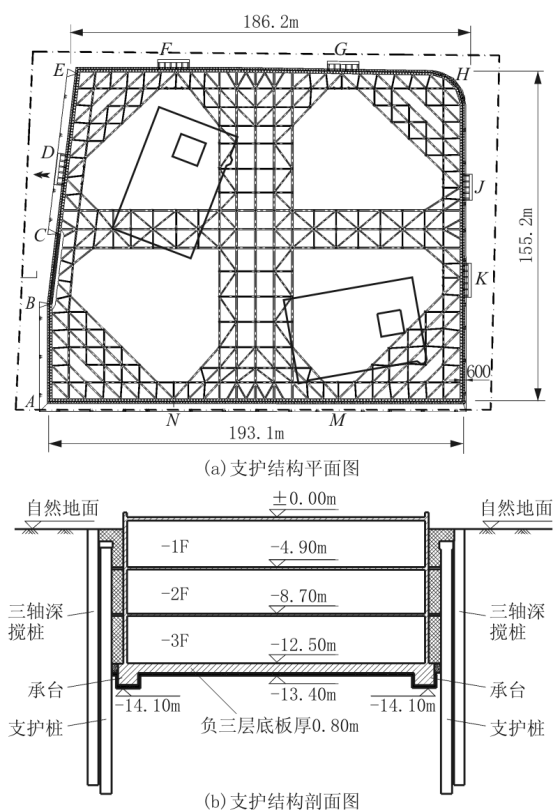 186.2m
E
F
G
H
D
J
C
155.2m
K
B
600
A
N
M
193.1m
(a)支护结构平面图
±0.00m
自然地面
自然地面
-1F
-4.90m
-2F
-8.70m
三轴深
搅桩
三轴深
搅桩
-3F
-12.50m
承台
承台
-13.40m
-14.10m
-14.10m
支护桩
负三层底板厚0.80m
支护桩
(b)支护结构剖面图